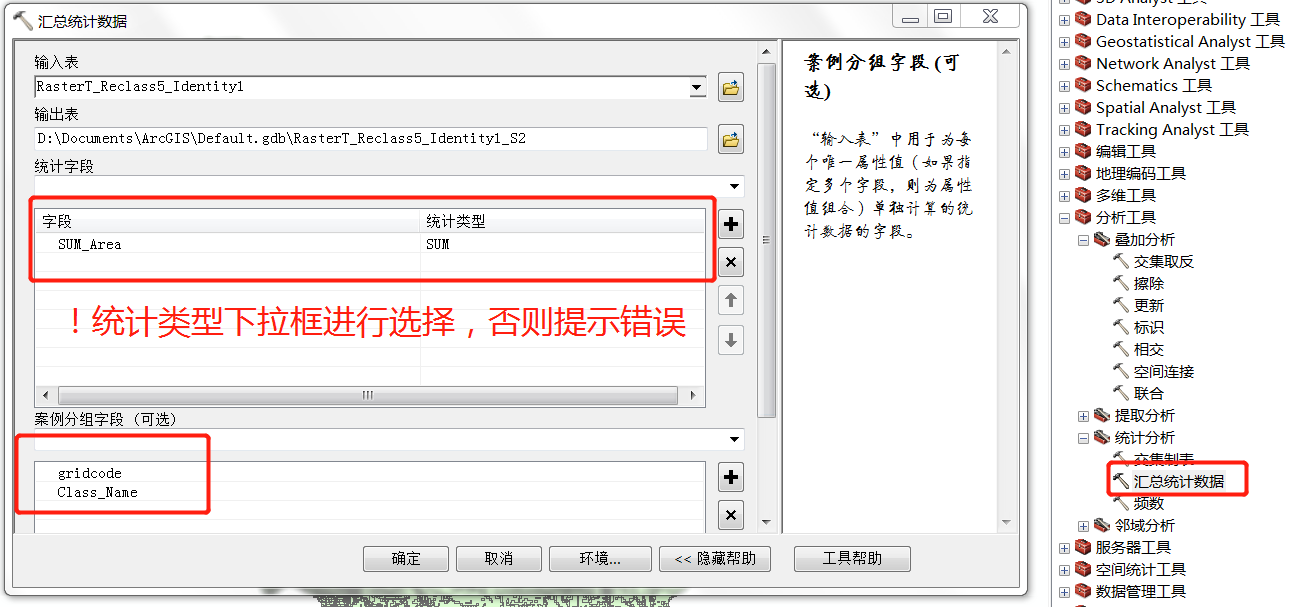 汇总统计数据
输入表
RasterT_Reclass5_Identity1
输出表
D:\Documents\ArcGIS\Default.gdb\RasterT_Reclass5_Identity1_S2
统计字段
字段 统计类型
SUM_Area SUM
！统计类型下拉框进行选择，否则提示错误
案例分组字段（可选）
gridcode
Class_Name
确定 取消 环境... << 隐藏帮助 工具帮助
案例分组字段 (可
选)
“输入表”中用于为每
个唯一属性值（如果指
定多个字段，则为属性
值组合）单独计算的统
计数据的字段。
3D Analyst 工具
Data Interoperability 工具
Geostatistical Analyst 工具
Network Analyst 工具
Schematics 工具
Spatial Analyst 工具
Tracking Analyst 工具
编辑工具
地理编码工具
多维工具
分析工具
叠加分析
交集取反
擦除
更新
标识
相交
空间连接
联合
提取分析
统计分析
交集制表
汇总统计数据
频数
邻域分析
服务器工具
空间统计工具
数据管理工具